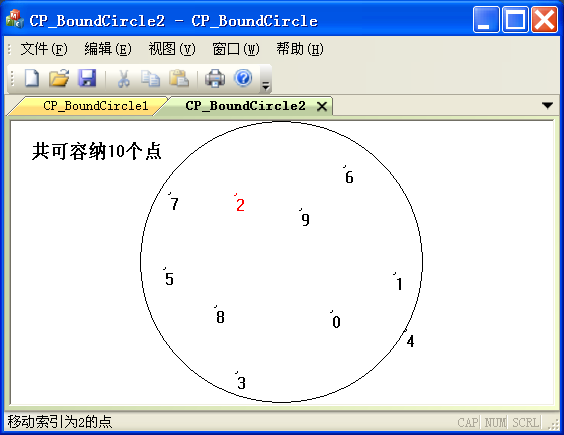 CP_BoundCircle2 - CP_BoundCircle
文件(F) 编辑(E) 视图(V) 窗口(W) 帮助(H)
CP_BoundCircle1 CP_BoundCircle2
共可容纳10个点
6
7 2
9
5 1
8 0
4
3
移动索引为2的点 CAP NUM SCRL